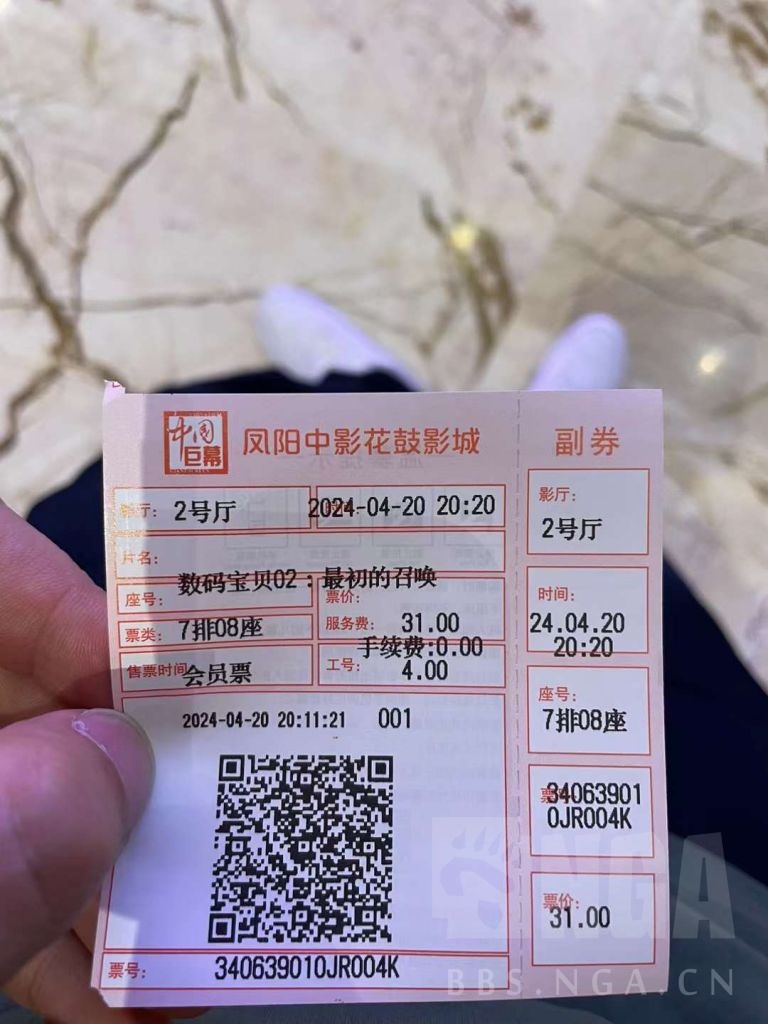 中国
巨幕
凤阳中影花鼓影城
副券
影厅: 2号厅
2024-04-20 20:20
片名:
数码宝贝02:最初的召唤
座号:
票价:
票类: 7排08座
服务费: 31.00
手续费:0.00
售票时间 会员票
工号: 4.00
2024-04-20 20:11:21 001
票号: 340639010JR004K
影厅:
2号厅
时间:
24.04.20
20:20
座号:
7排08座
票号:
34063901
0JR004K
票价:
31.00
NGA
BBS.NGA.CN